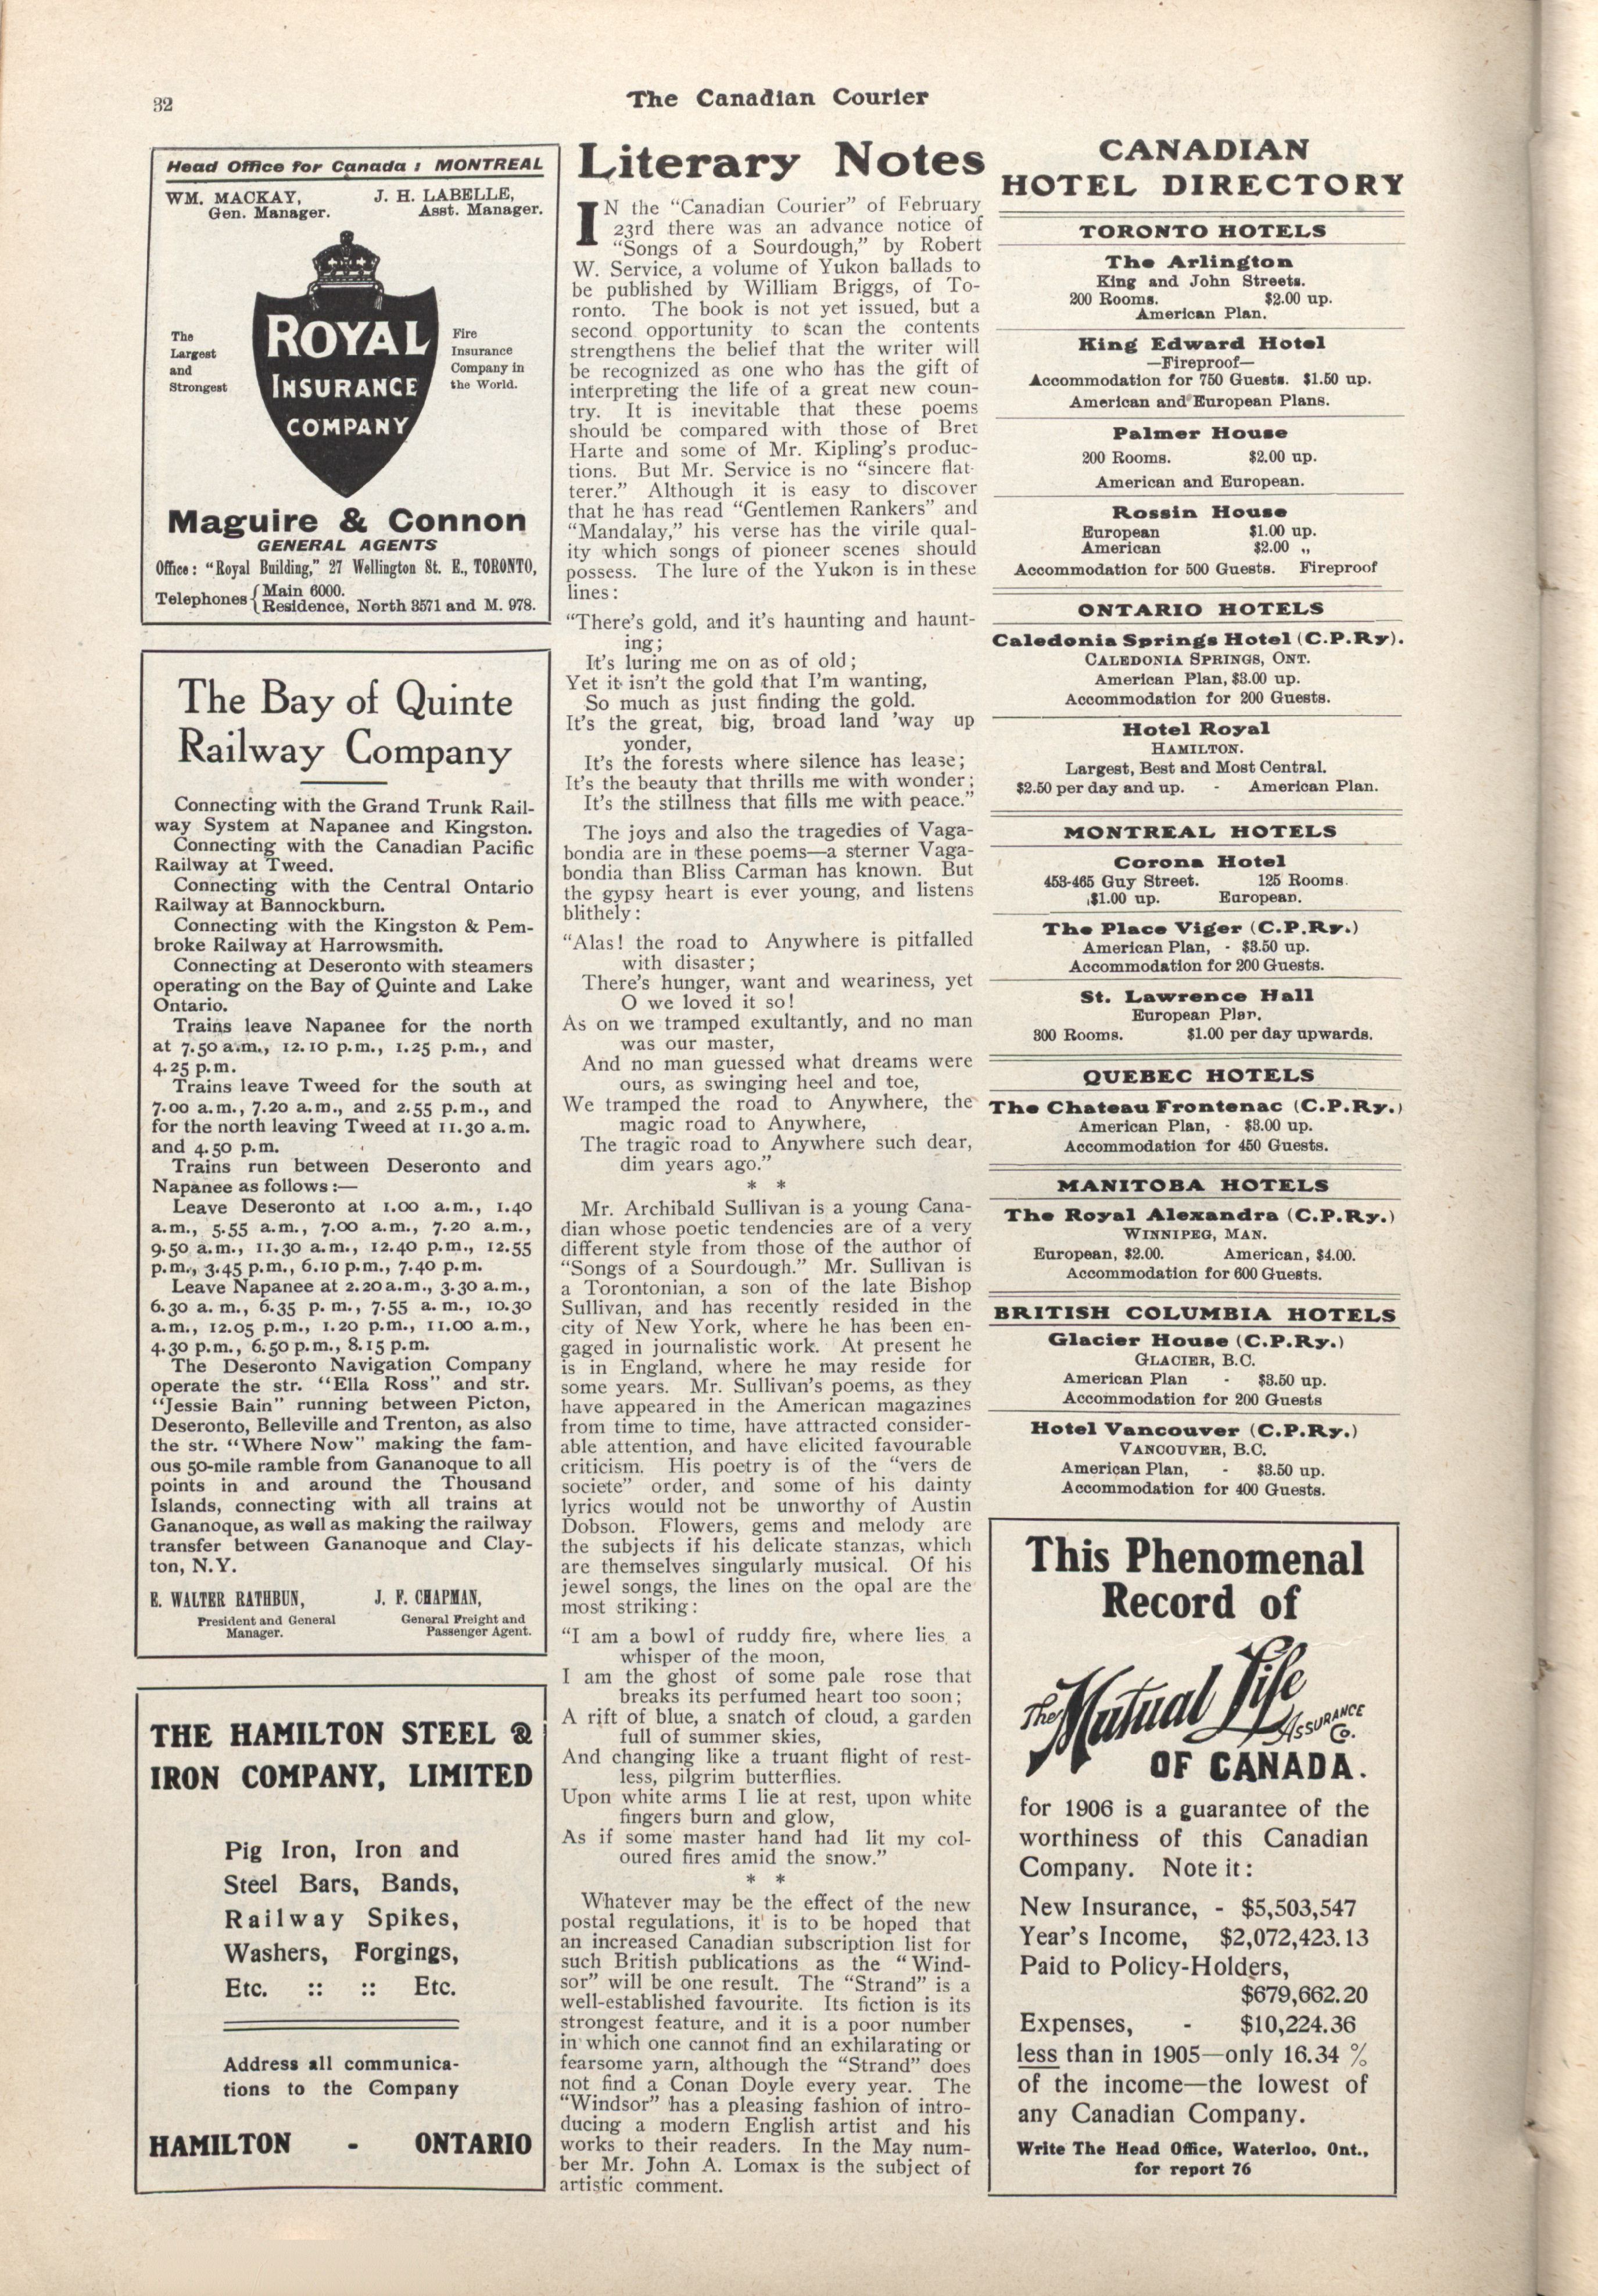 32
The Canadian Courier
Head Office for Canada : MONTREAL
WM. MACKAY,
Gen. Manager.
J. H. LABELLE,
Asst. Manager.
The
Largest
and
Strongest
ROYAL
INSURANCE
COMPANY
Fire
Insurance
Company in
the World.
Maguire & Connon
GENERAL AGENTS
Office : "Royal Building," 27 Wellington St. E., TORONTO,
Telephones { Main 6000.
Residence, North 3571 and M. 978.
The Bay of Quinte
Railway Company
Connecting with the Grand Trunk Rail-
way System at Napanee and Kingston.
Connecting with the Canadian Pacific
Railway at Tweed.
Connecting with the Central Ontario
Railway at Bannockburn.
Connecting with the Kingston & Pem-
broke Railway at Harrowsmith.
Connecting at Deseronto with steamers
operating on the Bay of Quinte and Lake
Ontario.
Trains leave Napanee for the north
at 7.50 a.m., 12.10 p.m., 1.25 p.m., and
4.25 p.m.
Trains leave Tweed for the south at
7.00 a.m., 7.20 a.m., and 2.55 p.m., and
for the north leaving Tweed at 11.30 a.m.
and 4.50 p.m.
Trains run between Deseronto and
Napanee as follows :—
Leave Deseronto at 1.00 a.m., 1.40
a.m., 5.55 a.m., 7.00 a.m., 7.20 a.m.,
9.50 a.m., 11.30 a.m., 12.40 p.m., 12.55
p.m., 3.45 p.m., 6.10 p.m., 7.40 p.m.
Leave Napanee at 2.20 a.m., 3.30 a.m.,
6.30 a. m., 6.35 p. m., 7.55 a. m., 10.30
a.m., 12.05 p.m., 1.20 p.m., 11.00 a.m.,
4.30 p.m., 6.50 p.m., 8.15 p.m.
The Deseronto Navigation Company
operate the str. "Ella Ross" and str.
"Jessie Bain" running between Picton,
Deseronto, Belleville and Trenton, as also
the str. "Where Now" making the fam-
ous 50-mile ramble from Gananoque to all
points in and around the Thousand
Islands, connecting with all trains at
Gananoque, as well as making the railway
transfer between Gananoque and Clay-
ton, N.Y.
E. WALTER RATHBUN,
President and General
Manager.
J. F. CHAPMAN,
General Freight and
Passenger Agent.
THE HAMILTON STEEL &
IRON COMPANY, LIMITED
Pig Iron, Iron and
Steel Bars, Bands,
Railway Spikes,
Washers, Forgings,
Etc. :: :: Etc.
Address all communica-
tions to the Company
HAMILTON - ONTARIO
Literary Notes
IN the "Canadian Courier" of February
23rd there was an advance notice of
"Songs of a Sourdough," by Robert
W. Service, a volume of Yukon ballads to
be published by William Briggs, of To-
ronto. The book is not yet issued, but a
second opportunity to scan the contents
strengthens the belief that the writer will
be recognized as one who has the gift of
interpreting the life of a great new coun-
try. It is inevitable that these poems
should be compared with those of Bret
Harte and some of Mr. Kipling's produc-
tions. But Mr. Service is no "sincere flat-
terer." Although it is easy to discover
that he has read "Gentlemen Rankers" and
"Mandalay," his verse has the virile qual-
ity which songs of pioneer scenes should
possess. The lure of the Yukon is in these
lines :
"There's gold, and it's haunting and haunt-
ing ;
It's luring me on as of old ;
Yet it isn't the gold that I'm wanting,
So much as just finding the gold.
It's the great, big, broad land 'way up
yonder,
It's the forests where silence has lease ;
It's the beauty that thrills me with wonder ;
It's the stillness that fills me with peace."
The joys and also the tragedies of Vaga-
bondia are in these poems—a sterner Vaga-
bondia than Bliss Carman has known. But
the gypsy heart is ever young, and listens
blithely :
"Alas! the road to Anywhere is pitfalled
with disaster ;
There's hunger, want and weariness, yet
O we loved it so!
As on we tramped exultantly, and no man
was our master,
And no man guessed what dreams were
ours, as swinging heel and toe,
We tramped the road to Anywhere, the
magic road to Anywhere,
The tragic road to Anywhere such dear,
dim years ago."
* *
Mr. Archibald Sullivan is a young Cana-
dian whose poetic tendencies are of a very
different style from those of the author of
"Songs of a Sourdough." Mr. Sullivan is
a Torontonian, a son of the late Bishop
Sullivan, and has recently resided in the
city of New York, where he has been en-
gaged in journalistic work. At present he
is in England, where he may reside for
some years. Mr. Sullivan's poems, as they
have appeared in the American magazines
from time to time, have attracted consider-
able attention, and have elicited favourable
criticism. His poetry is of the "vers de
societe" order, and some of his dainty
lyrics would not be unworthy of Austin
Dobson. Flowers, gems and melody are
the subjects if his delicate stanzas, which
are themselves singularly musical. Of his
jewel songs, the lines on the opal are the
most striking :
"I am a bowl of ruddy fire, where lies a
whisper of the moon,
I am the ghost of some pale rose that
breaks its perfumed heart too soon ;
A rift of blue, a snatch of cloud, a garden
full of summer skies,
And changing like a truant flight of rest-
less, pilgrim butterflies.
Upon white arms I lie at rest, upon white
fingers burn and glow,
As if some master hand had lit my col-
oured fires amid the snow."
* *
Whatever may be the effect of the new
postal regulations, it is to be hoped that
an increased Canadian subscription list for
such British publications as the "Wind-
sor" will be one result. The "Strand" is a
well-established favourite. Its fiction is its
strongest feature, and it is a poor number
in which one cannot find an exhilarating or
fearsome yarn, although the "Strand" does
not find a Conan Doyle every year. The
"Windsor" has a pleasing fashion of intro-
ducing a modern English artist and his
works to their readers. In the May num-
ber Mr. John A. Lomax is the subject of
artistic comment.
CANADIAN
HOTEL DIRECTORY
TORONTO HOTELS
The Arlington
King and John Streets.
200 Rooms. $2.00 up.
American Plan.
King Edward Hotel
—Fireproof—
Accommodation for 750 Guests. $1.50 up.
American and European Plans.
Palmer House
200 Rooms. $2.00 up.
American and European.
Rossin House
European $1.00 up.
American $2.00 „
Accommodation for 500 Guests. Fireproof
ONTARIO HOTELS
Caledonia Springs Hotel (C.P.Ry).
CALEDONIA SPRINGS, ONT.
American Plan, $3.00 up.
Accommodation for 200 Guests.
Hotel Royal
HAMILTON.
Largest, Best and Most Central.
$2.50 per day and up. - American Plan.
MONTREAL HOTELS
Corona Hotel
453-465 Guy Street. 125 Rooms.
$1.00 up. European.
The Place Viger (C.P.Ry.)
American Plan, - $3.50 up.
Accommodation for 200 Guests.
St. Lawrence Hall
European Plan.
300 Rooms. $1.00 per day upwards.
QUEBEC HOTELS
The Chateau Frontenac (C.P.Ry.)
American Plan, - $3.00 up.
Accommodation for 450 Guests.
MANITOBA HOTELS
The Royal Alexandra (C.P.Ry.)
WINNIPEG, MAN.
European, $2.00. American, $4.00.
Accommodation for 600 Guests.
BRITISH COLUMBIA HOTELS
Glacier House (C.P.Ry.)
GLACIER, B.C.
American Plan - $3.50 up.
Accommodation for 200 Guests
Hotel Vancouver (C.P.Ry.)
VANCOUVER, B.C.
American Plan, - $3.50 up.
Accommodation for 400 Guests.
This Phenomenal
Record of
The Mutual Life
ASSURANCE
Co.
OF CANADA.
for 1906 is a guarantee of the
worthiness of this Canadian
Company. Note it :
New Insurance, - $5,503,547
Year's Income, $2,072,423.13
Paid to Policy-Holders,
$679,662.20
Expenses, - $10,224.36
less than in 1905—only 16.34 %
of the income—the lowest of
any Canadian Company.
Write The Head Office, Waterloo, Ont.,
for report 76